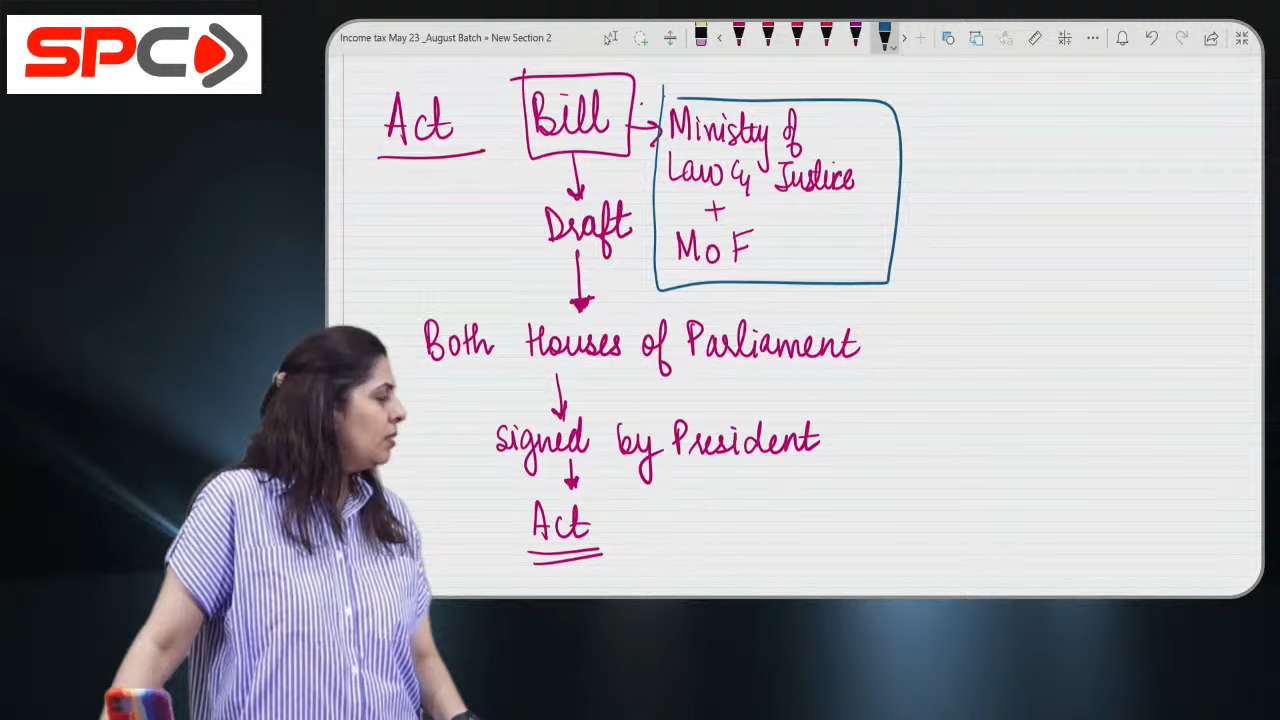 SPC
Income tax May 23 _August Batch » New Section 2
Act Bill
Ministry of
Law & Justice
+
MoF
Draft
Both Houses of Parliament
signed by President
Act